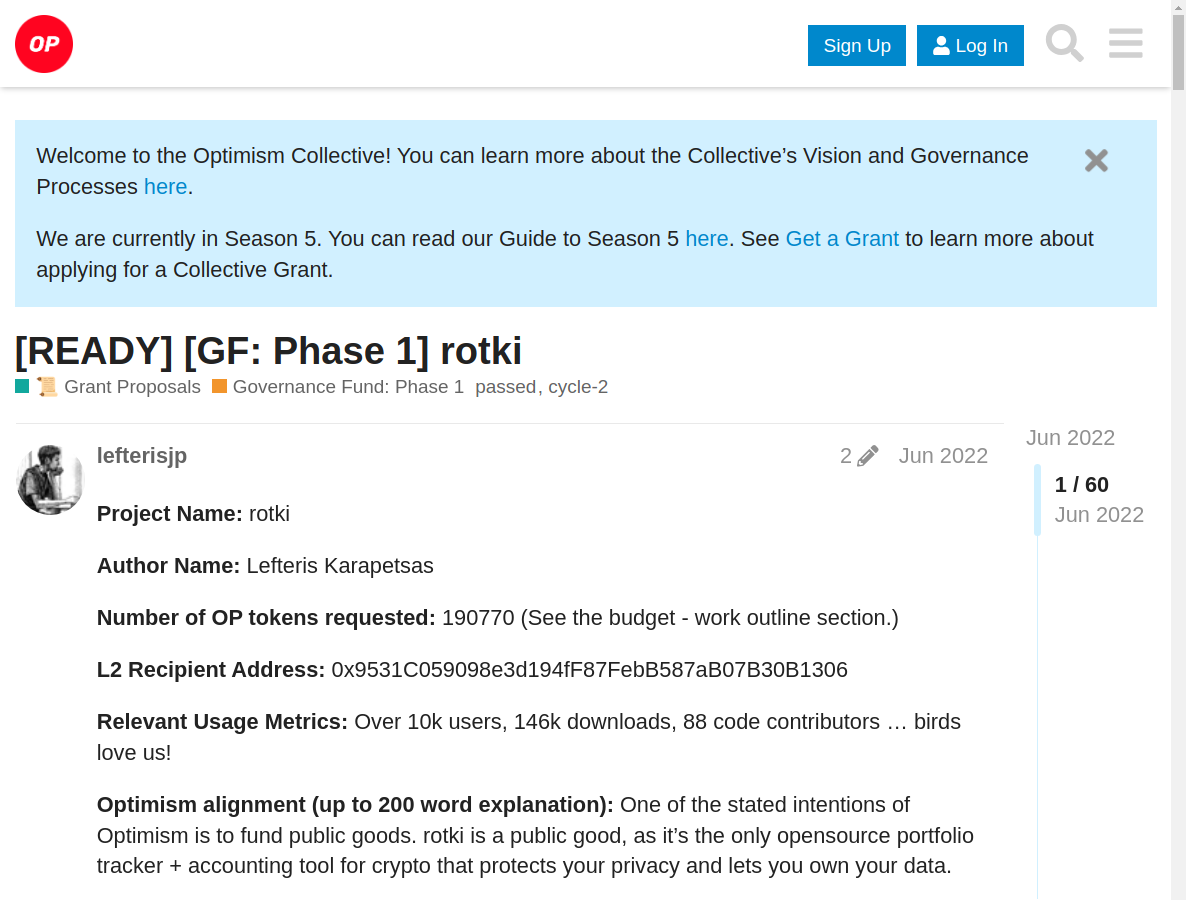 OP
Sign Up
Log In
Welcome to the Optimism Collective! You can learn more about the Collective’s Vision and Governance
Processes here.
We are currently in Season 5. You can read our Guide to Season 5 here. See Get a Grant to learn more about
applying for a Collective Grant.
[READY] [GF: Phase 1] rotki
📜 Grant Proposals Governance Fund: Phase 1 passed, cycle-2
lefterisjp 2 Jun 2022
Jun 2022
1 / 60
Jun 2022
Project Name: rotki
Author Name: Lefteris Karapetsas
Number of OP tokens requested: 190770 (See the budget - work outline section.)
L2 Recipient Address: 0x9531C059098e3d194fF87FebB587aB07B30B1306
Relevant Usage Metrics: Over 10k users, 146k downloads, 88 code contributors … birds
love us!
Optimism alignment (up to 200 word explanation): One of the stated intentions of
Optimism is to fund public goods. rotki is a public good, as it’s the only opensource portfolio
tracker + accounting tool for crypto that protects your privacy and lets you own your data.